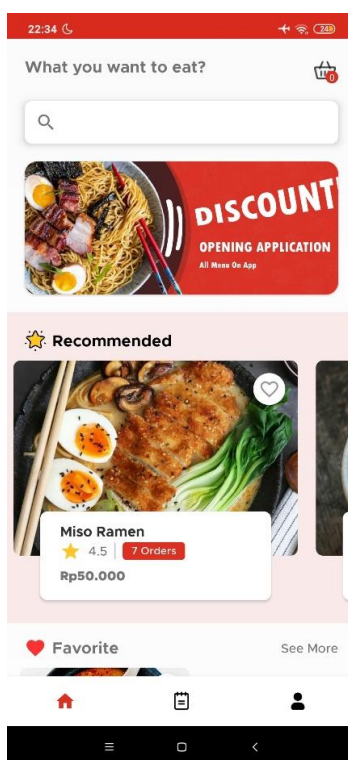 22:34
24
What you want to eat?
0
DISCOUNT
OPENING APPLICATION
All Menu On App
Recommended
Miso Ramen
4.5 | 7 Orders
Rp50.000
Favorite See More